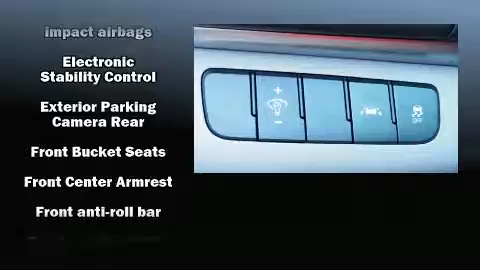 impact airbags
Electronic
Stability Control
Exterior Parking
Camera Rear
Front Bucket Seats
Front Center Armrest
Front anti-roll bar
OFF